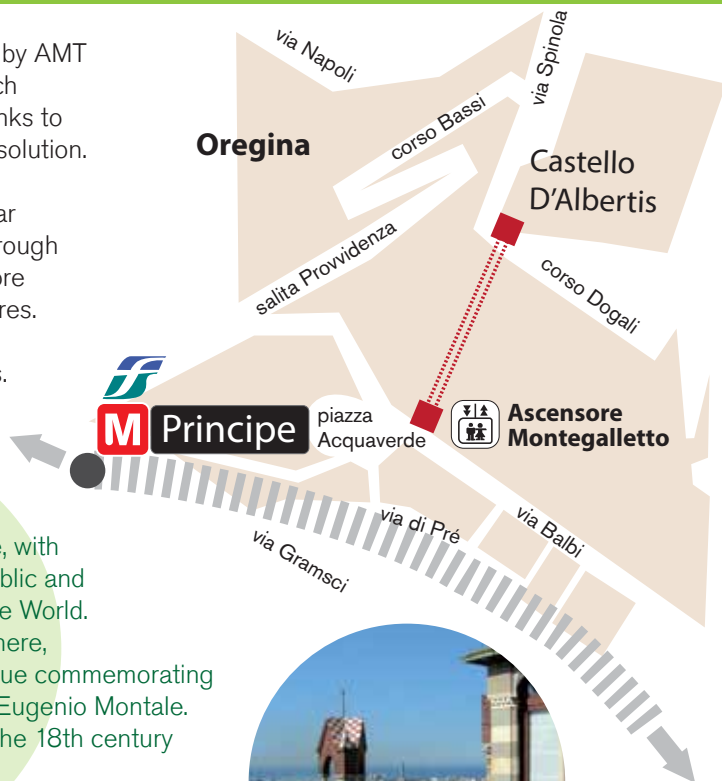 by AMT
ch
nks to
solution.
ar
rough
ore
res.
s.
via Napoli
via Spinola
corso Bassi
Oregina
Castello
D'Albertis
salita Provvidenza
corso Dogali
M Principe
piazza
Acquaverde
Ascensore
Montegalletto
via di Pré
via Balbi
via Gramsci
e, with
blic and
e World.
here,
ue commemorating
Eugenio Montale.
he 18th century